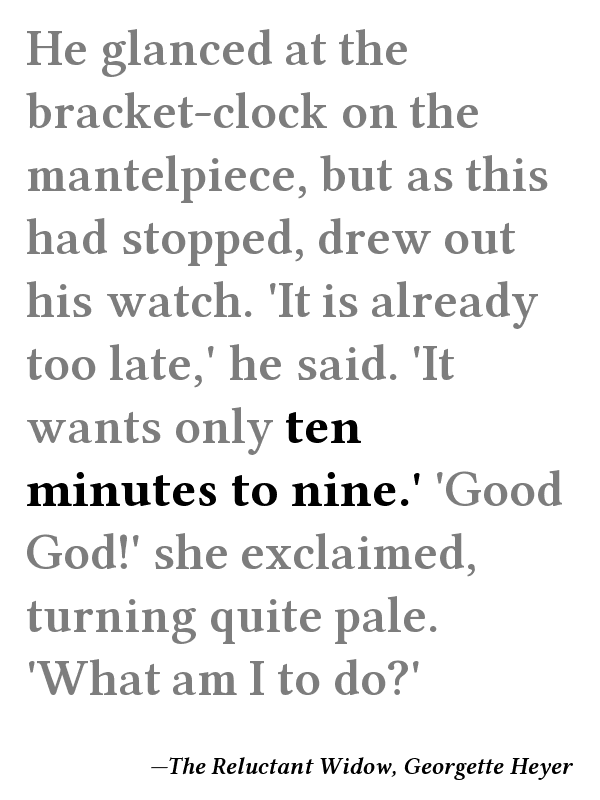 He glanced at the
bracket-clock on the
mantelpiece, but as this
had stopped, drew out
his watch. 'It is already
too late,' he said. 'It
wants only ten
minutes to nine.' 'Good
God!' she exclaimed,
turning quite pale.
'What am I to do?'
—The Reluctant Widow, Georgette Heyer